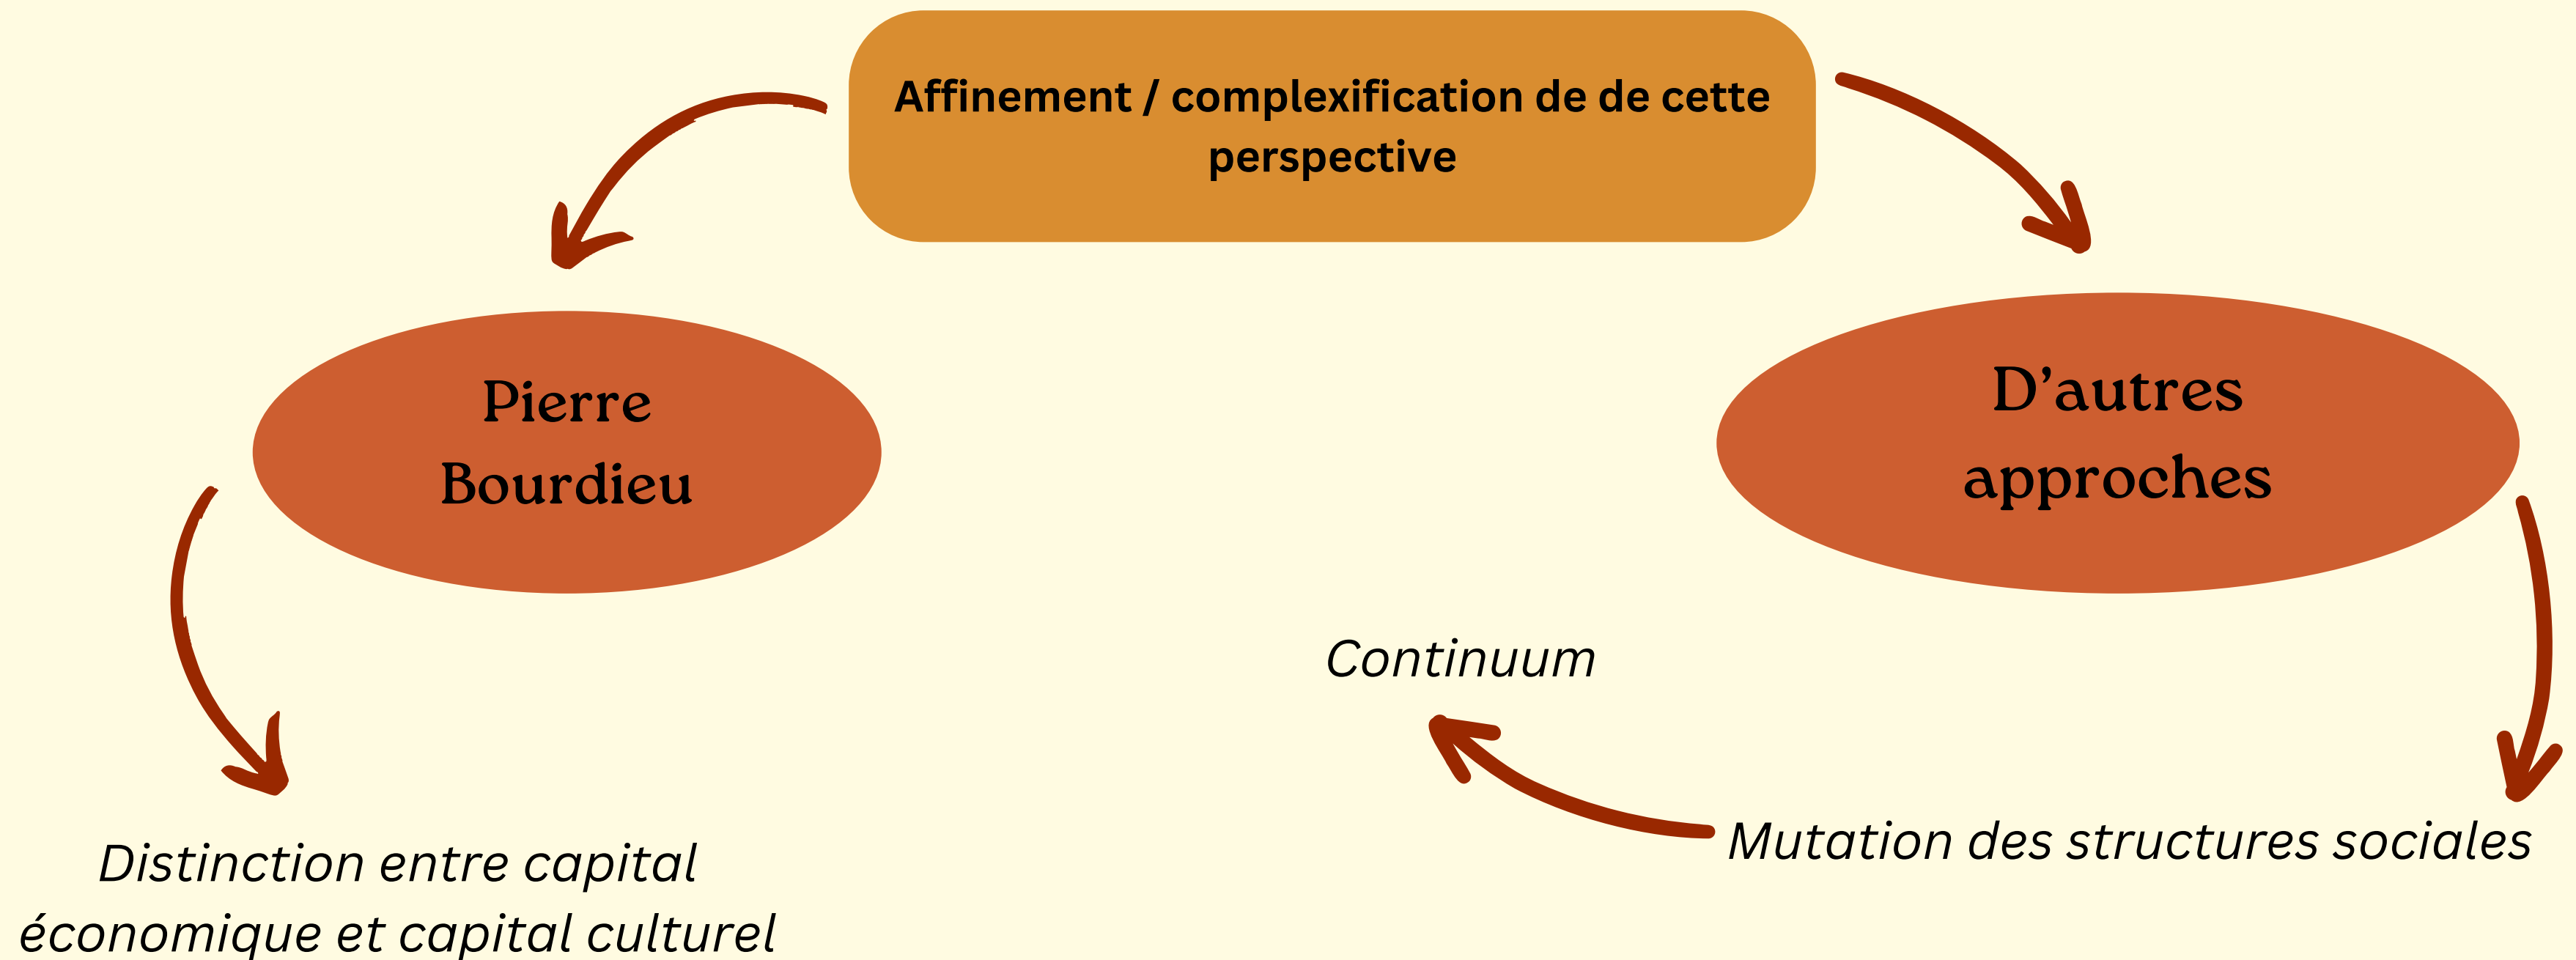 Affinement / complexification de de cette
perspective
Pierre
Bourdieu
D’autres
approches
Continuum
Mutation des structures sociales
Distinction entre capital
économique et capital culturel